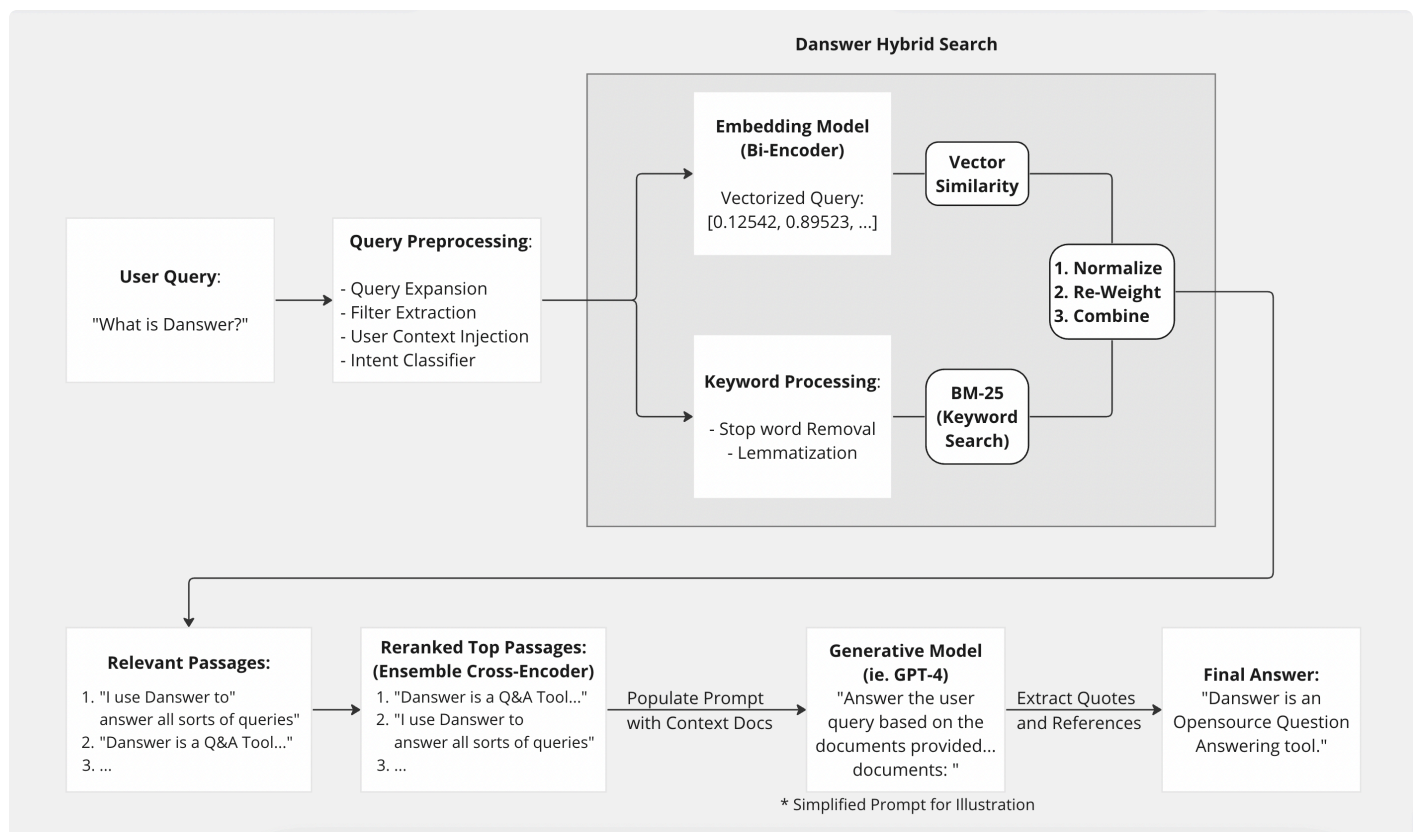 Danswer Hybrid Search
User Query:
"What is Danswer?"
Query Preprocessing:
- Query Expansion
- Filter Extraction
- User Context Injection
- Intent Classifier
Embedding Model
(Bi-Encoder)
Vectorized Query:
[0.12542, 0.89523, ...]
Vector
Similarity
Keyword Processing:
- Stop word Removal
- Lemmatization
BM-25
(Keyword
Search)
1. Normalize
2. Re-Weight
3. Combine
Relevant Passages:
1. "I use Danswer to"
answer all sorts of queries"
2. "Danswer is a Q&A Tool..."
3. ...
Reranked Top Passages:
(Ensemble Cross-Encoder)
1. "Danswer is a Q&A Tool..."
2. "I use Danswer to
answer all sorts of queries"
3. ...
Populate Prompt
with Context Docs
Generative Model
(ie. GPT-4)
"Answer the user
query based on the
documents provided...
documents: "
* Simplified Prompt for Illustration
Extract Quotes
and References
Final Answer:
"Danswer is an
Opensource Question
Answering tool."